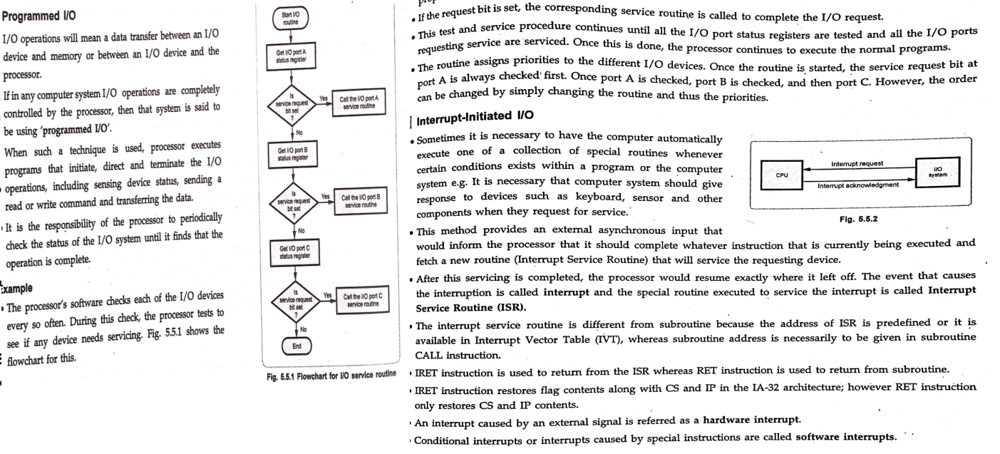 Programmed I/O
I/O operations will mean a data transfer between an I/O
device and memory or between an I/O device and the
processor.
If in any computer system I/O operations are completely
controlled by the processor, then that system is said to
be using 'programmed I/O'.
When such a technique is used, processor executes
programs that initiate, direct and terminate the I/O
operations, including sensing device status, sending a
read or write command and transferring the data.
It is the responsibility of the processor to periodically
check the status of the I/O system until it finds that the
operation is complete.
Example
The processor's software checks each of the I/O devices
every so often. During this check, the processor tests to
see if any device needs servicing. Fig. 5.5.1 shows the
flowchart for this.
Start I/O
routine
Get I/O port A
status register
Is
service request
bit set
?
Yes
Call the I/O port A
service routine
No
Get I/O port B
status register
Is
service request
bit set
?
Yes
Call the I/O port B
service routine
No
Get I/O port C
status register
Is
service request
bit set
?
Yes
Call the I/O port C
service routine
No
End
Fig. 5.5.1 Flowchart for I/O service routine
• If the request bit is set, the corresponding service routine is called to complete the I/O request.
• This test and service procedure continues until all the I/O port status registers are tested and all the I/O ports
requesting service are serviced. Once this is done, the processor continues to execute the normal programs.
• The routine assigns priorities to the different I/O devices. Once the routine is started, the service request bit at
port A is always checked first. Once port A is checked, port B is checked, and then port C. However, the order
can be changed by simply changing the routine and thus the priorities.
Interrupt-Initiated I/O
• Sometimes it is necessary to have the computer automatically
execute one of a collection of special routines whenever
certain conditions exists within a program or the computer
system e.g. It is necessary that computer system should give
response to devices such as keyboard, sensor and other
components when they request for service.
CPU
Interrupt request
Interrupt acknowledgment
I/O
system
Fig. 5.5.2
• This method provides an external asynchronous input that
would inform the processor that it should complete whatever instruction that is currently being executed and
fetch a new routine (Interrupt Service Routine) that will service the requesting device.
• After this servicing is completed, the processor would resume exactly where it left off. The event that causes
the interruption is called interrupt and the special routine executed to service the interrupt is called Interrupt
Service Routine (ISR).
• The interrupt service routine is different from subroutine because the address of ISR is predefined or it is
available in Interrupt Vector Table (IVT), whereas subroutine address is necessarily to be given in subroutine
CALL instruction.
• IRET instruction is used to return from the ISR whereas RET instruction is used to return from subroutine.
• IRET instruction restores flag contents along with CS and IP in the IA-32 architecture; however RET instruction
only restores CS and IP contents.
• An interrupt caused by an external signal is referred as a hardware interrupt.
• Conditional interrupts or interrupts caused by special instructions are called software interrupts.